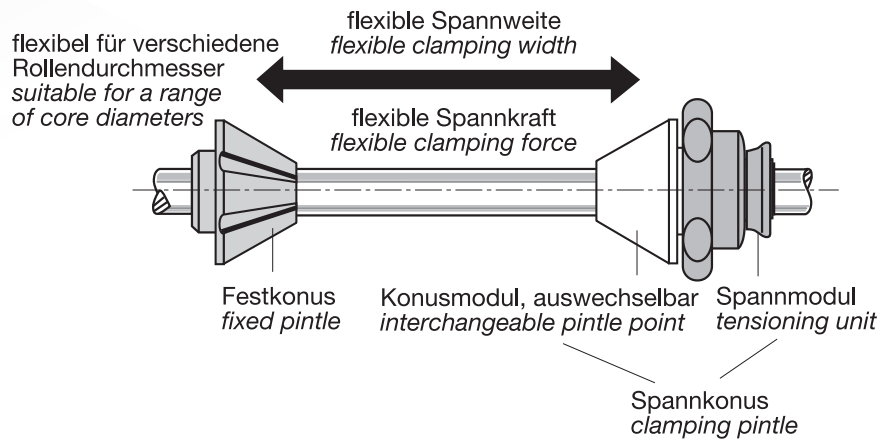 flexibel für verschiedene
Rollendurchmesser
suitable for a range
of core diameters
flexible Spannweite
flexible clamping width
flexible Spannkraft
flexible clamping force
Festkonus
fixed pintle
Konusmodul, auswechselbar
interchangeable pintle point
Spannmodul
tensioning unit
Spannkonus
clamping pintle